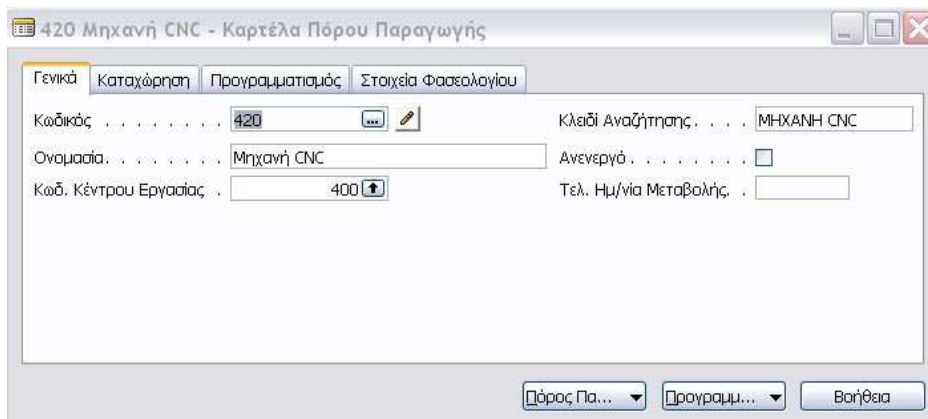 420 Μηχανή CNC - Καρτέλα Πόρου Παραγωγής
Γενικά Καταχώρηση Προγραμματισμός Στοιχεία Φασεολογίου
Κωδικός . . . . . . . . 420 Κλειδί Αναζήτησης. . . . ΜΗΧΑΝΗ CNC
Ονομασία. . . . . . . Μηχανή CNC Ανενεργό . . . . . . . .
Κωδ. Κέντρου Εργασίας . 400 Τελ. Ημ/νία Μεταβολής. .
Πόρος Πα... Προγραμμ... Βοήθεια